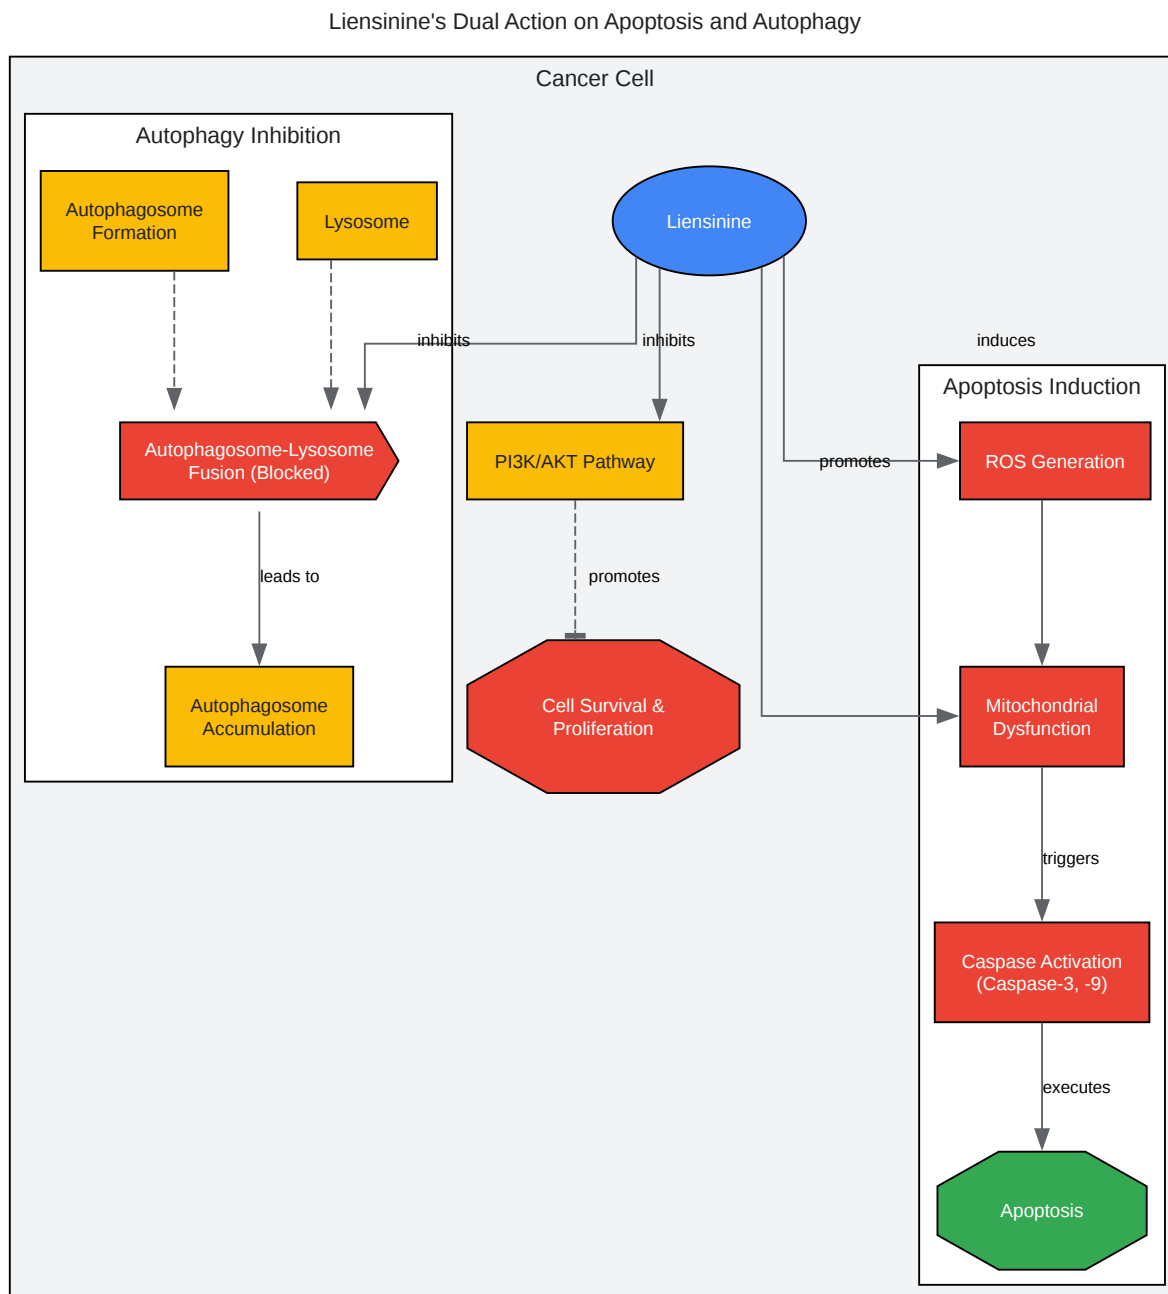 Liensinine's Dual Action on Apoptosis and Autophagy
Cancer Cell
Autophagy Inhibition
Autophagosome
Formation
Lysosome
Liensinine
inhibits
inhibits
induces
Apoptosis Induction
Autophagosome-Lysosome
Fusion (Blocked)
PI3K/AKT Pathway
promotes
ROS Generation
leads to
promotes
Autophagosome
Accumulation
Cell Survival &
Proliferation
Mitochondrial
Dysfunction
triggers
Caspase Activation
(Caspase-3, -9)
executes
Apoptosis